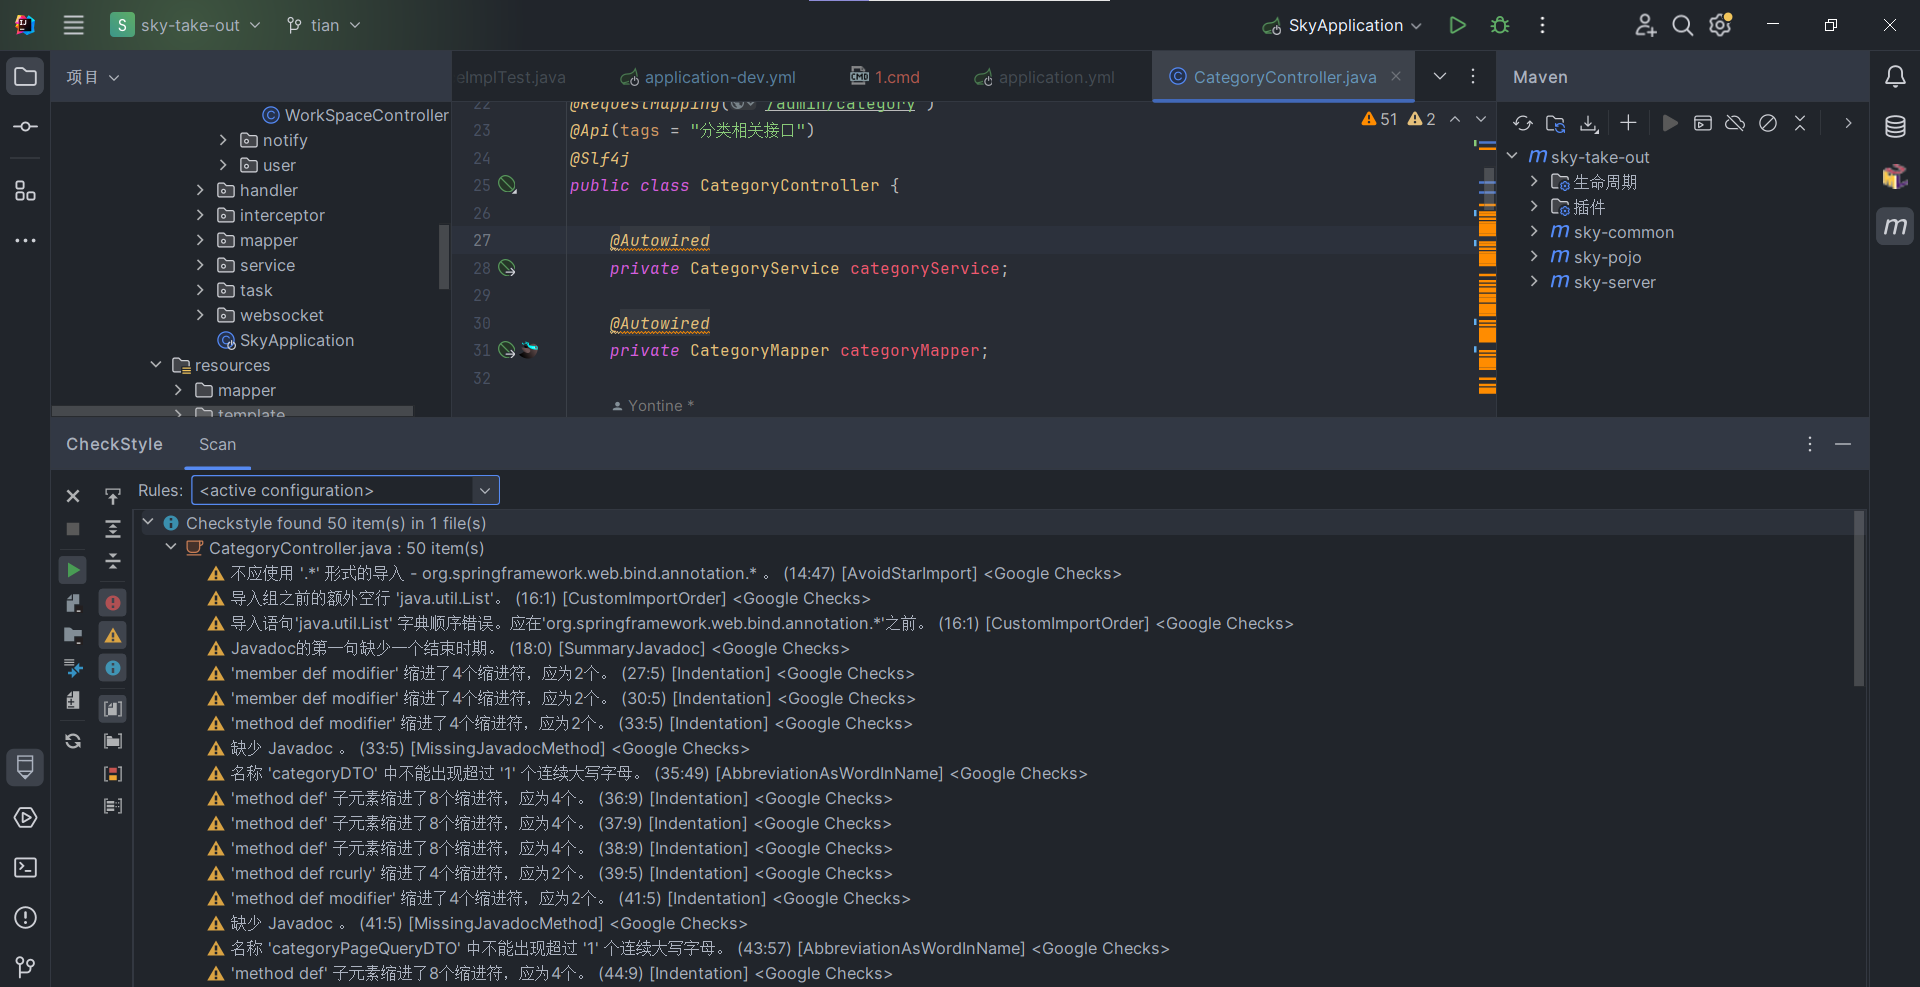 S sky-take-out tian SkyApplication
项目 eImplTest.java application-dev.yml 1.cmd application.yml CategoryController.java Maven
WorkSpaceController
notify
user
handler
interceptor
mapper
service
task
websocket
SkyApplication
resources
mapper
template
22 @RequestMapping("/admin/category")
23 @Api(tags = "分类相关接口")
24 @Slf4j
25 public class CategoryController {
26
27 @Autowired
28 private CategoryService categoryService;
29
30 @Autowired
31 private CategoryMapper categoryMapper;
32
Yontine *
51 2
sky-take-out
生命周期
插件
sky-common
sky-pojo
sky-server
CheckStyle Scan
Rules: <active configuration>
Checkstyle found 50 item(s) in 1 file(s)
CategoryController.java : 50 item(s)
不应使用 '.*' 形式的导入 - org.springframework.web.bind.annotation.* 。 (14:47) [AvoidStarImport] <Google Checks>
导入组之前的额外空行 'java.util.List'。 (16:1) [CustomImportOrder] <Google Checks>
导入语句'java.util.List' 字典顺序错误。应在'org.springframework.web.bind.annotation.*'之前。 (16:1) [CustomImportOrder] <Google Checks>
Javadoc的第一句缺少一个结束时期。 (18:0) [SummaryJavadoc] <Google Checks>
'member def modifier' 缩进了4个缩进符，应为2个。 (27:5) [Indentation] <Google Checks>
'member def modifier' 缩进了4个缩进符，应为2个。 (30:5) [Indentation] <Google Checks>
'method def modifier' 缩进了4个缩进符，应为2个。 (33:5) [Indentation] <Google Checks>
缺少 Javadoc 。 (33:5) [MissingJavadocMethod] <Google Checks>
名称 'categoryDTO' 中不能出现超过 '1' 个连续大写字母。 (35:49) [AbbreviationAsWordInName] <Google Checks>
'method def' 子元素缩进了8个缩进符，应为4个。 (36:9) [Indentation] <Google Checks>
'method def' 子元素缩进了8个缩进符，应为4个。 (37:9) [Indentation] <Google Checks>
'method def' 子元素缩进了8个缩进符，应为4个。 (38:9) [Indentation] <Google Checks>
'method def rcurly' 缩进了4个缩进符，应为2个。 (39:5) [Indentation] <Google Checks>
'method def modifier' 缩进了4个缩进符，应为2个。 (41:5) [Indentation] <Google Checks>
缺少 Javadoc 。 (41:5) [MissingJavadocMethod] <Google Checks>
名称 'categoryPageQueryDTO' 中不能出现超过 '1' 个连续大写字母。 (43:57) [AbbreviationAsWordInName] <Google Checks>
'method def' 子元素缩进了8个缩进符，应为4个。 (44:9) [Indentation] <Google Checks>